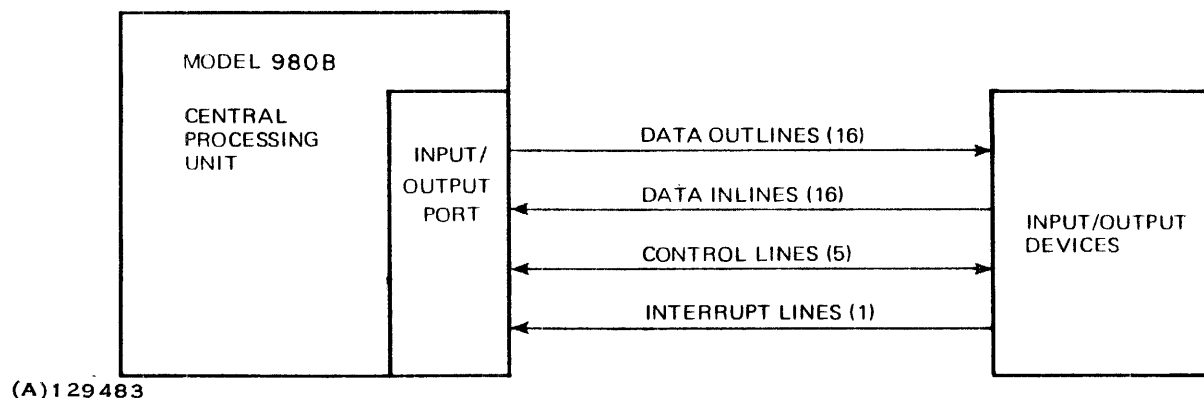 MODEL 980B
CENTRAL
PROCESSING
UNIT
INPUT/
OUTPUT
PORT
DATA OUTLINES (16)
DATA INLINES (16)
CONTROL LINES (5)
INTERRUPT LINES (1)
INPUT/OUTPUT
DEVICES
(A)129483